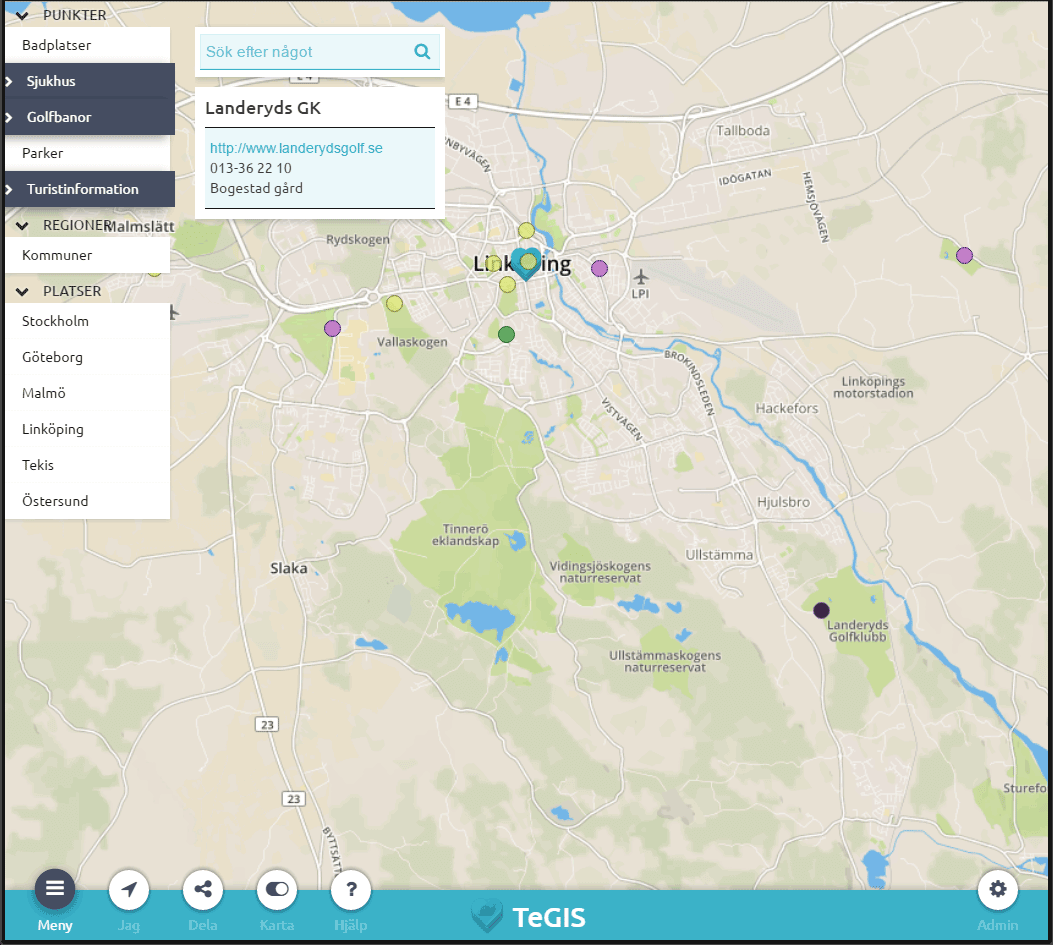 PUNKTER
Badplatser
Sjukhus
Golfbanor
Parker
Turistinformation
REGIONER
Kommuner
PLATSER
Stockholm
Göteborg
Malmö
Linköping
Tekis
Östersund
Sök efter något
Landeryds GK
http://www.landerydsgolf.se
013-36 22 10
Bogestad gård
E 4
E 4
Tallboda
IDÖGATAN
HEMSJÖVÄGEN
Malmslätt
Rydskogen
LPI
Vallaskogen
BROKINDSLEDEN
Linköpings
motorstadion
Hackefors
VISTVÄGEN
Hjulsbro
Tinnerö
eklandskap
Ullstämma
Vidingsjöskogens
naturreservat
Slaka
Landeryds
Golfklubb
Ullstämmaskogens
naturreservat
23
23
Meny
Jag
Dela
Karta
?
Hjälp
TeGIS
Admin